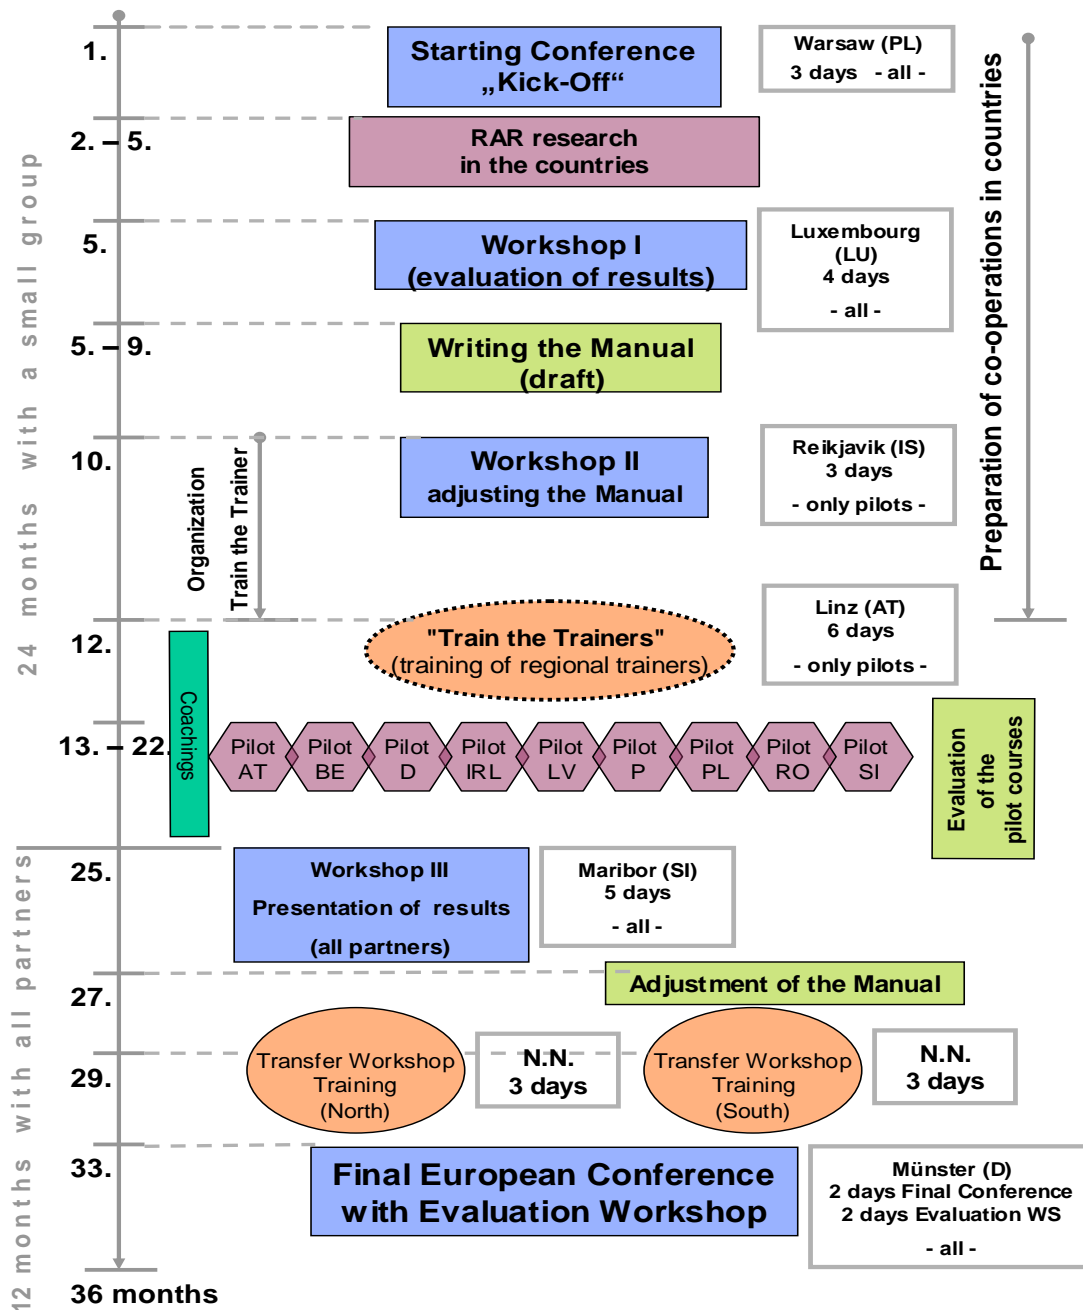 1.
Starting Conference
„Kick-Off“
Warsaw (PL)
3 days - all -
2. – 5.
RAR research
in the countries
5.
Workshop I
(evaluation of results)
Luxembourg
(LU)
4 days
- all -
5. – 9.
Writing the Manual
(draft)
10.
Workshop II
adjusting the Manual
Reikjavik (IS)
3 days
- only pilots -
Organization
Train the Trainer
Preparation of co-operations in countries
24 months with a small group
12.
"Train the Trainers"
(training of regional trainers)
Linz (AT)
6 days
- only pilots -
13. – 22.
Coachings
Pilot
AT
Pilot
BE
Pilot
D
Pilot
IRL
Pilot
LV
Pilot
P
Pilot
PL
Pilot
RO
Pilot
SI
Evaluation
of the
pilot courses
12 months with all partners
25.
Workshop III
Presentation of results
(all partners)
Maribor (SI)
5 days
- all -
27.
Adjustment of the Manual
29.
Transfer Workshop
Training
(North)
N.N.
3 days
Transfer Workshop
Training
(South)
N.N.
3 days
33.
Final European Conference
with Evaluation Workshop
Münster (D)
2 days Final Conference
2 days Evaluation WS
- all -
36 months